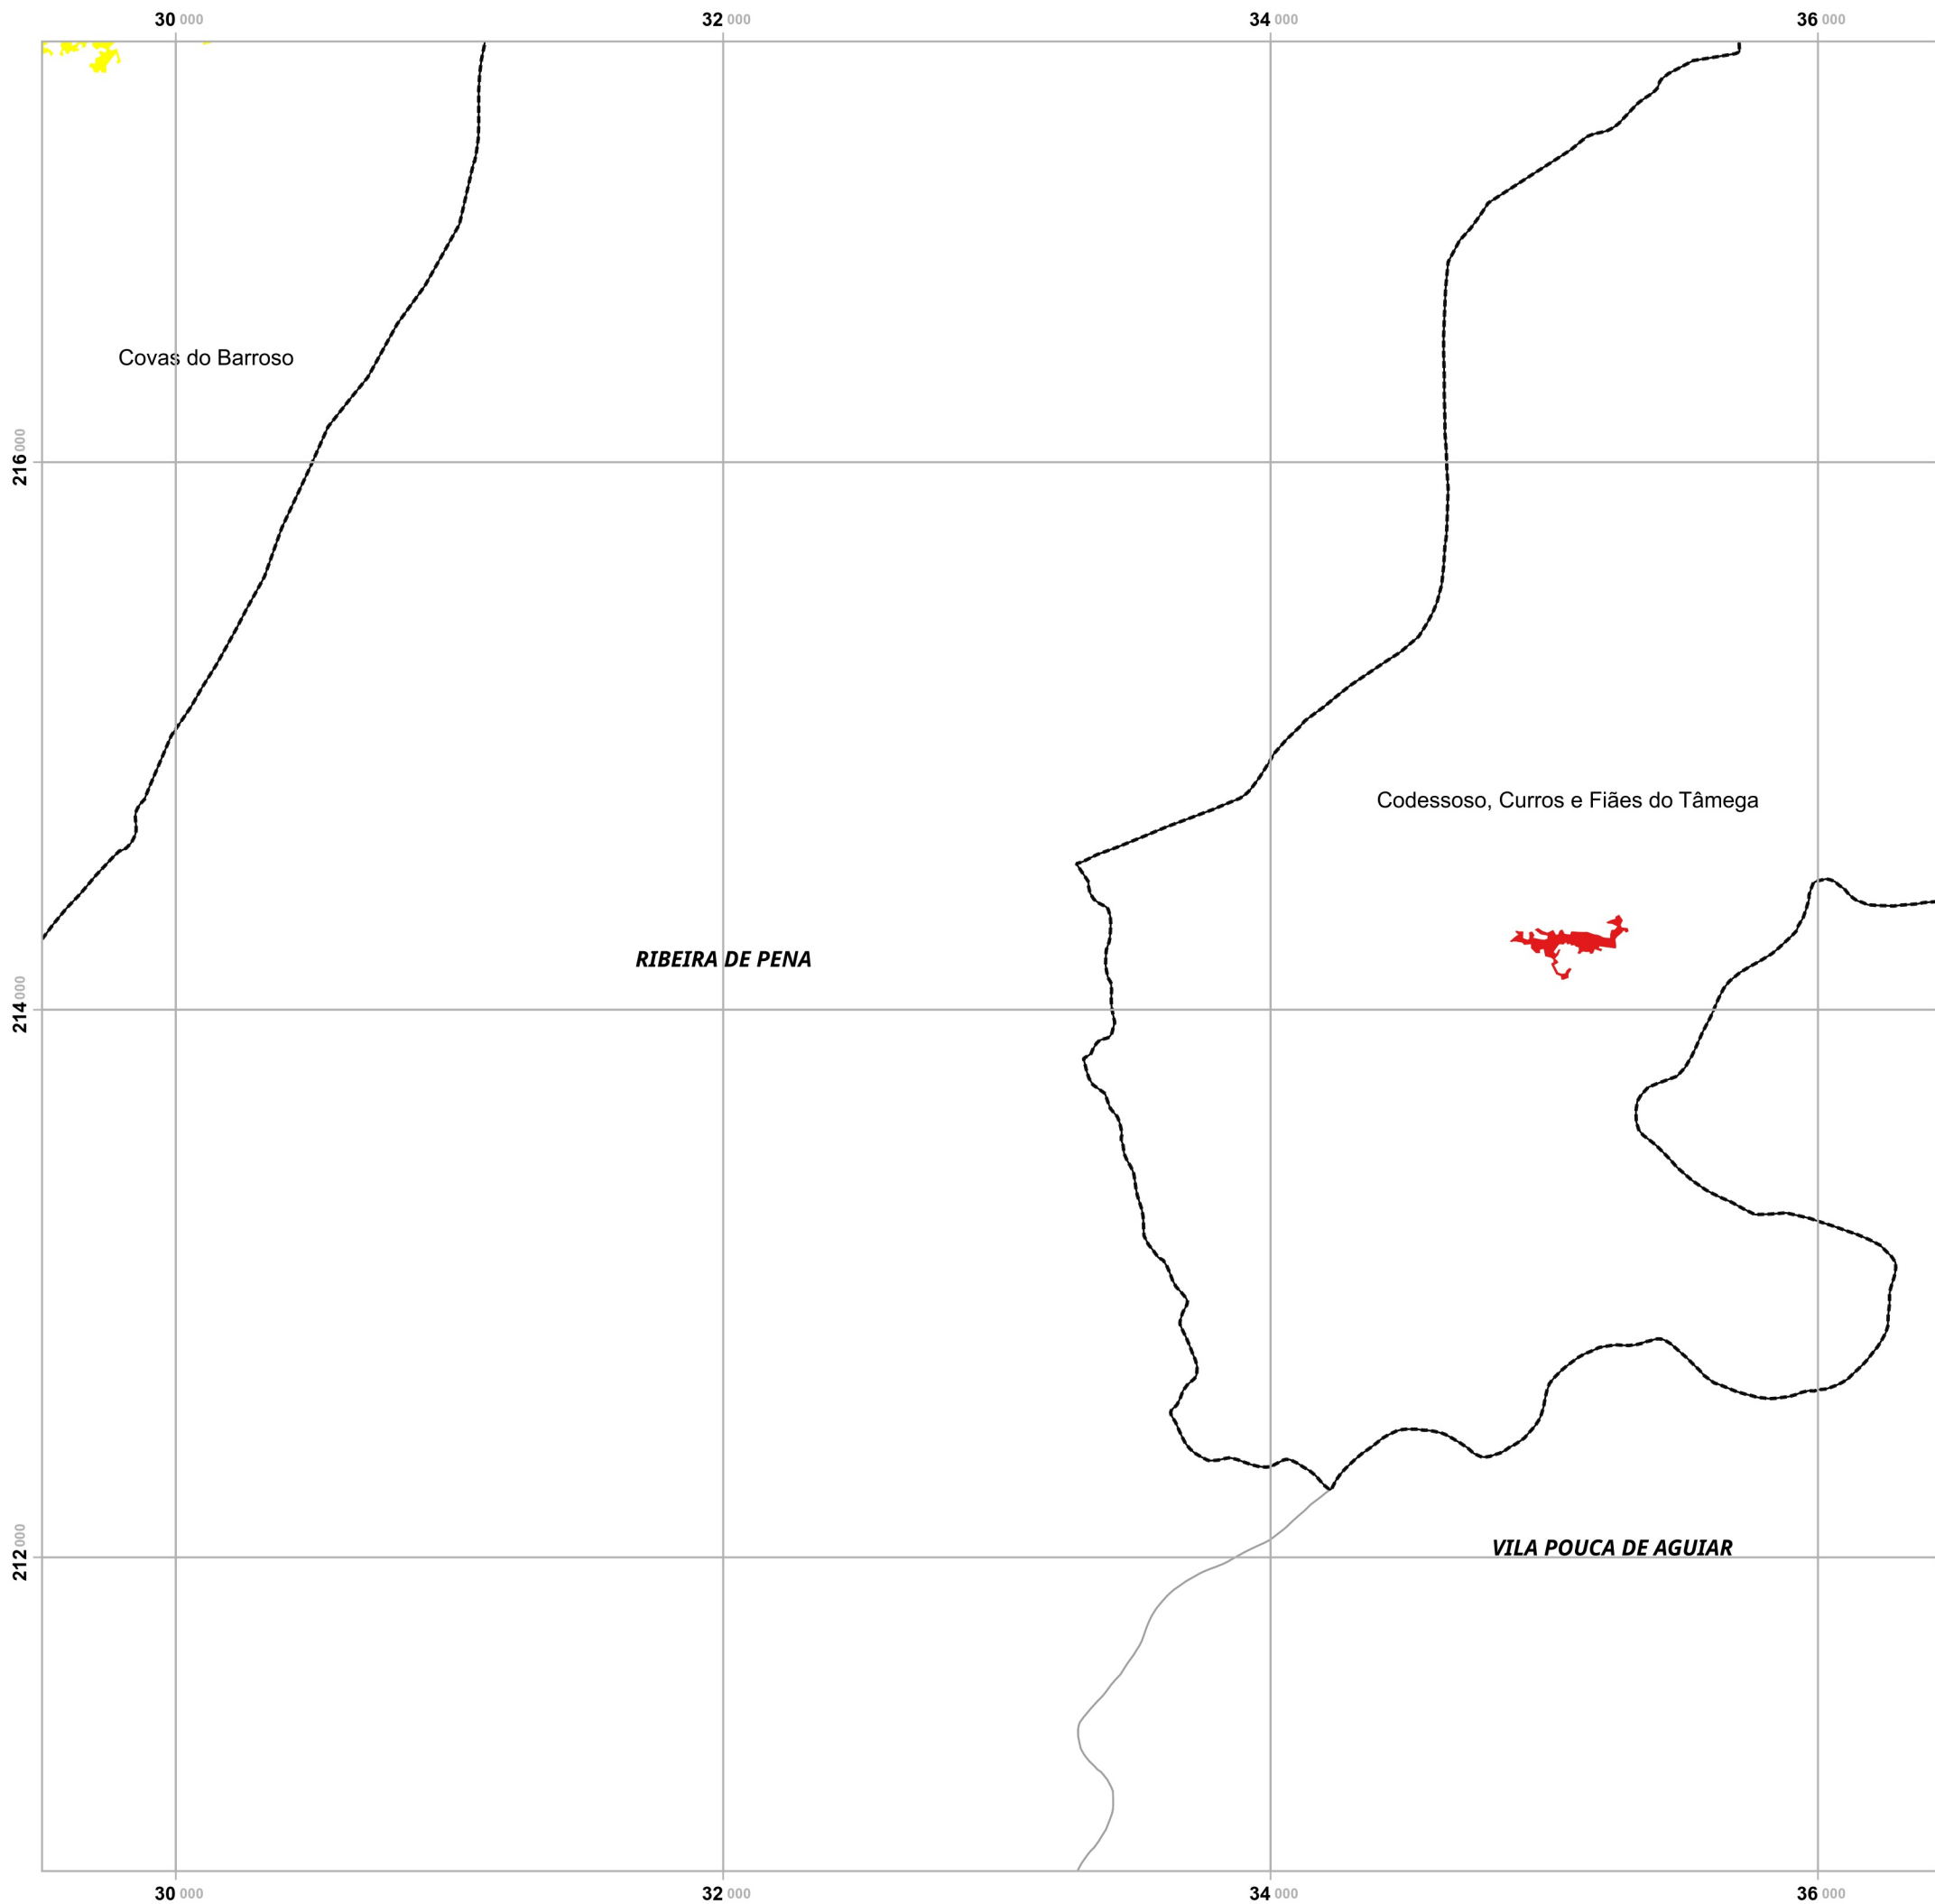 30 000 32 000 34 000 36 000
Covas do Barroso
216 000
Codessoso, Curros e Fiães do Tâmega
RIBEIRA DE PENA
214 000
VILA POUCA DE AGUIAR
212 000
30 000 32 000 34 000 36 000